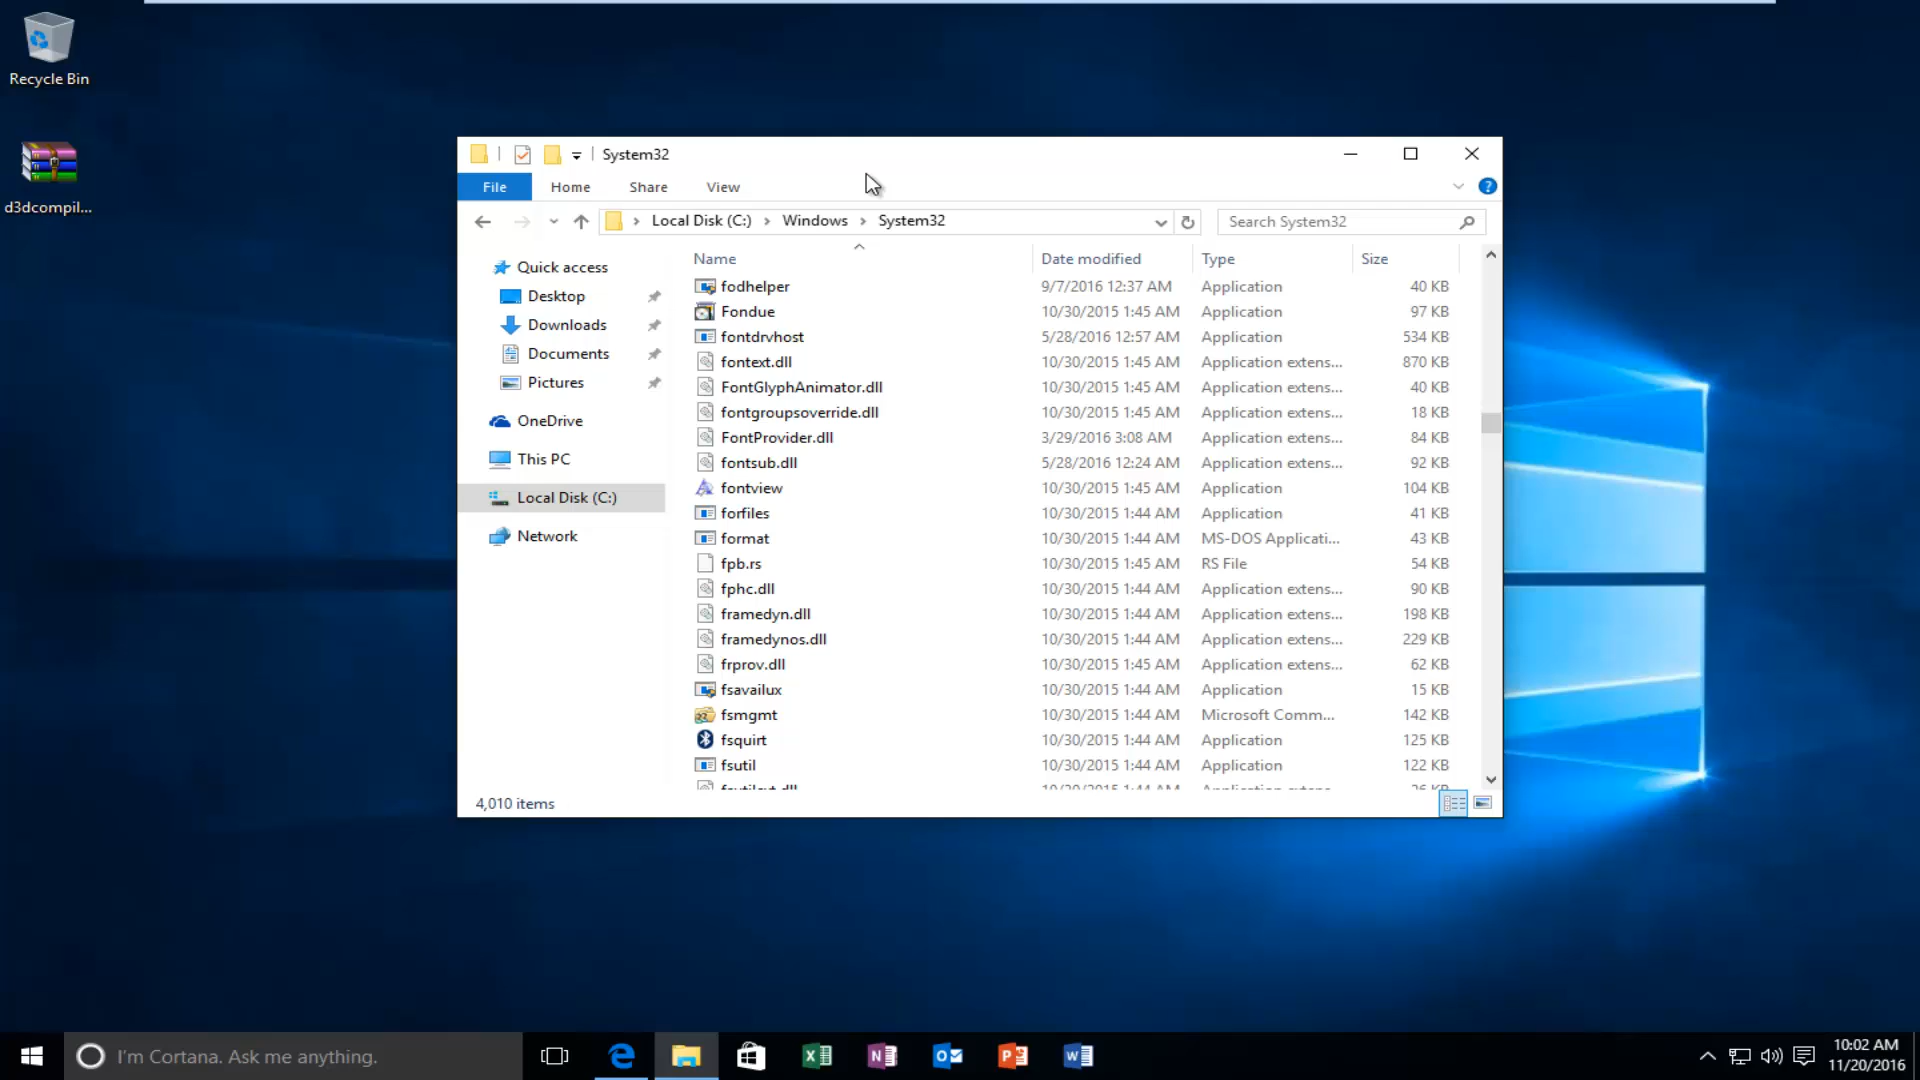 Recycle Bin
d3dcompil...
System32
File Home Share View
Local Disk (C:) Windows System32
Search System32
Quick access
Desktop
Downloads
Documents
Pictures
OneDrive
This PC
Local Disk (C:)
Network
Name Date modified Type Size
fodhelper 9/7/2016 12:37 AM Application 40 KB
Fondue 10/30/2015 1:45 AM Application 97 KB
fontdrvhost 5/28/2016 12:57 AM Application 534 KB
fontext.dll 10/30/2015 1:45 AM Application extens... 870 KB
FontGlyphAnimator.dll 10/30/2015 1:45 AM Application extens... 40 KB
fontgroupsoverride.dll 10/30/2015 1:45 AM Application extens... 18 KB
FontProvider.dll 3/29/2016 3:08 AM Application extens... 84 KB
fontsub.dll 5/28/2016 12:24 AM Application extens... 92 KB
fontview 10/30/2015 1:45 AM Application 104 KB
forfiles 10/30/2015 1:44 AM Application 41 KB
format 10/30/2015 1:44 AM MS-DOS Applicati... 43 KB
fpb.rs 10/30/2015 1:45 AM RS File 54 KB
fphc.dll 10/30/2015 1:44 AM Application extens... 90 KB
framedyn.dll 10/30/2015 1:44 AM Application extens... 198 KB
framedynos.dll 10/30/2015 1:44 AM Application extens... 229 KB
frprov.dll 10/30/2015 1:45 AM Application extens... 62 KB
fsavailux 10/30/2015 1:44 AM Application 15 KB
fsmgmt 10/30/2015 1:44 AM Microsoft Comm... 142 KB
fsquirt 10/30/2015 1:44 AM Application 125 KB
fsutil 10/30/2015 1:44 AM Application 122 KB
4,010 items
I'm Cortana. Ask me anything.
10:02 AM
11/20/2016